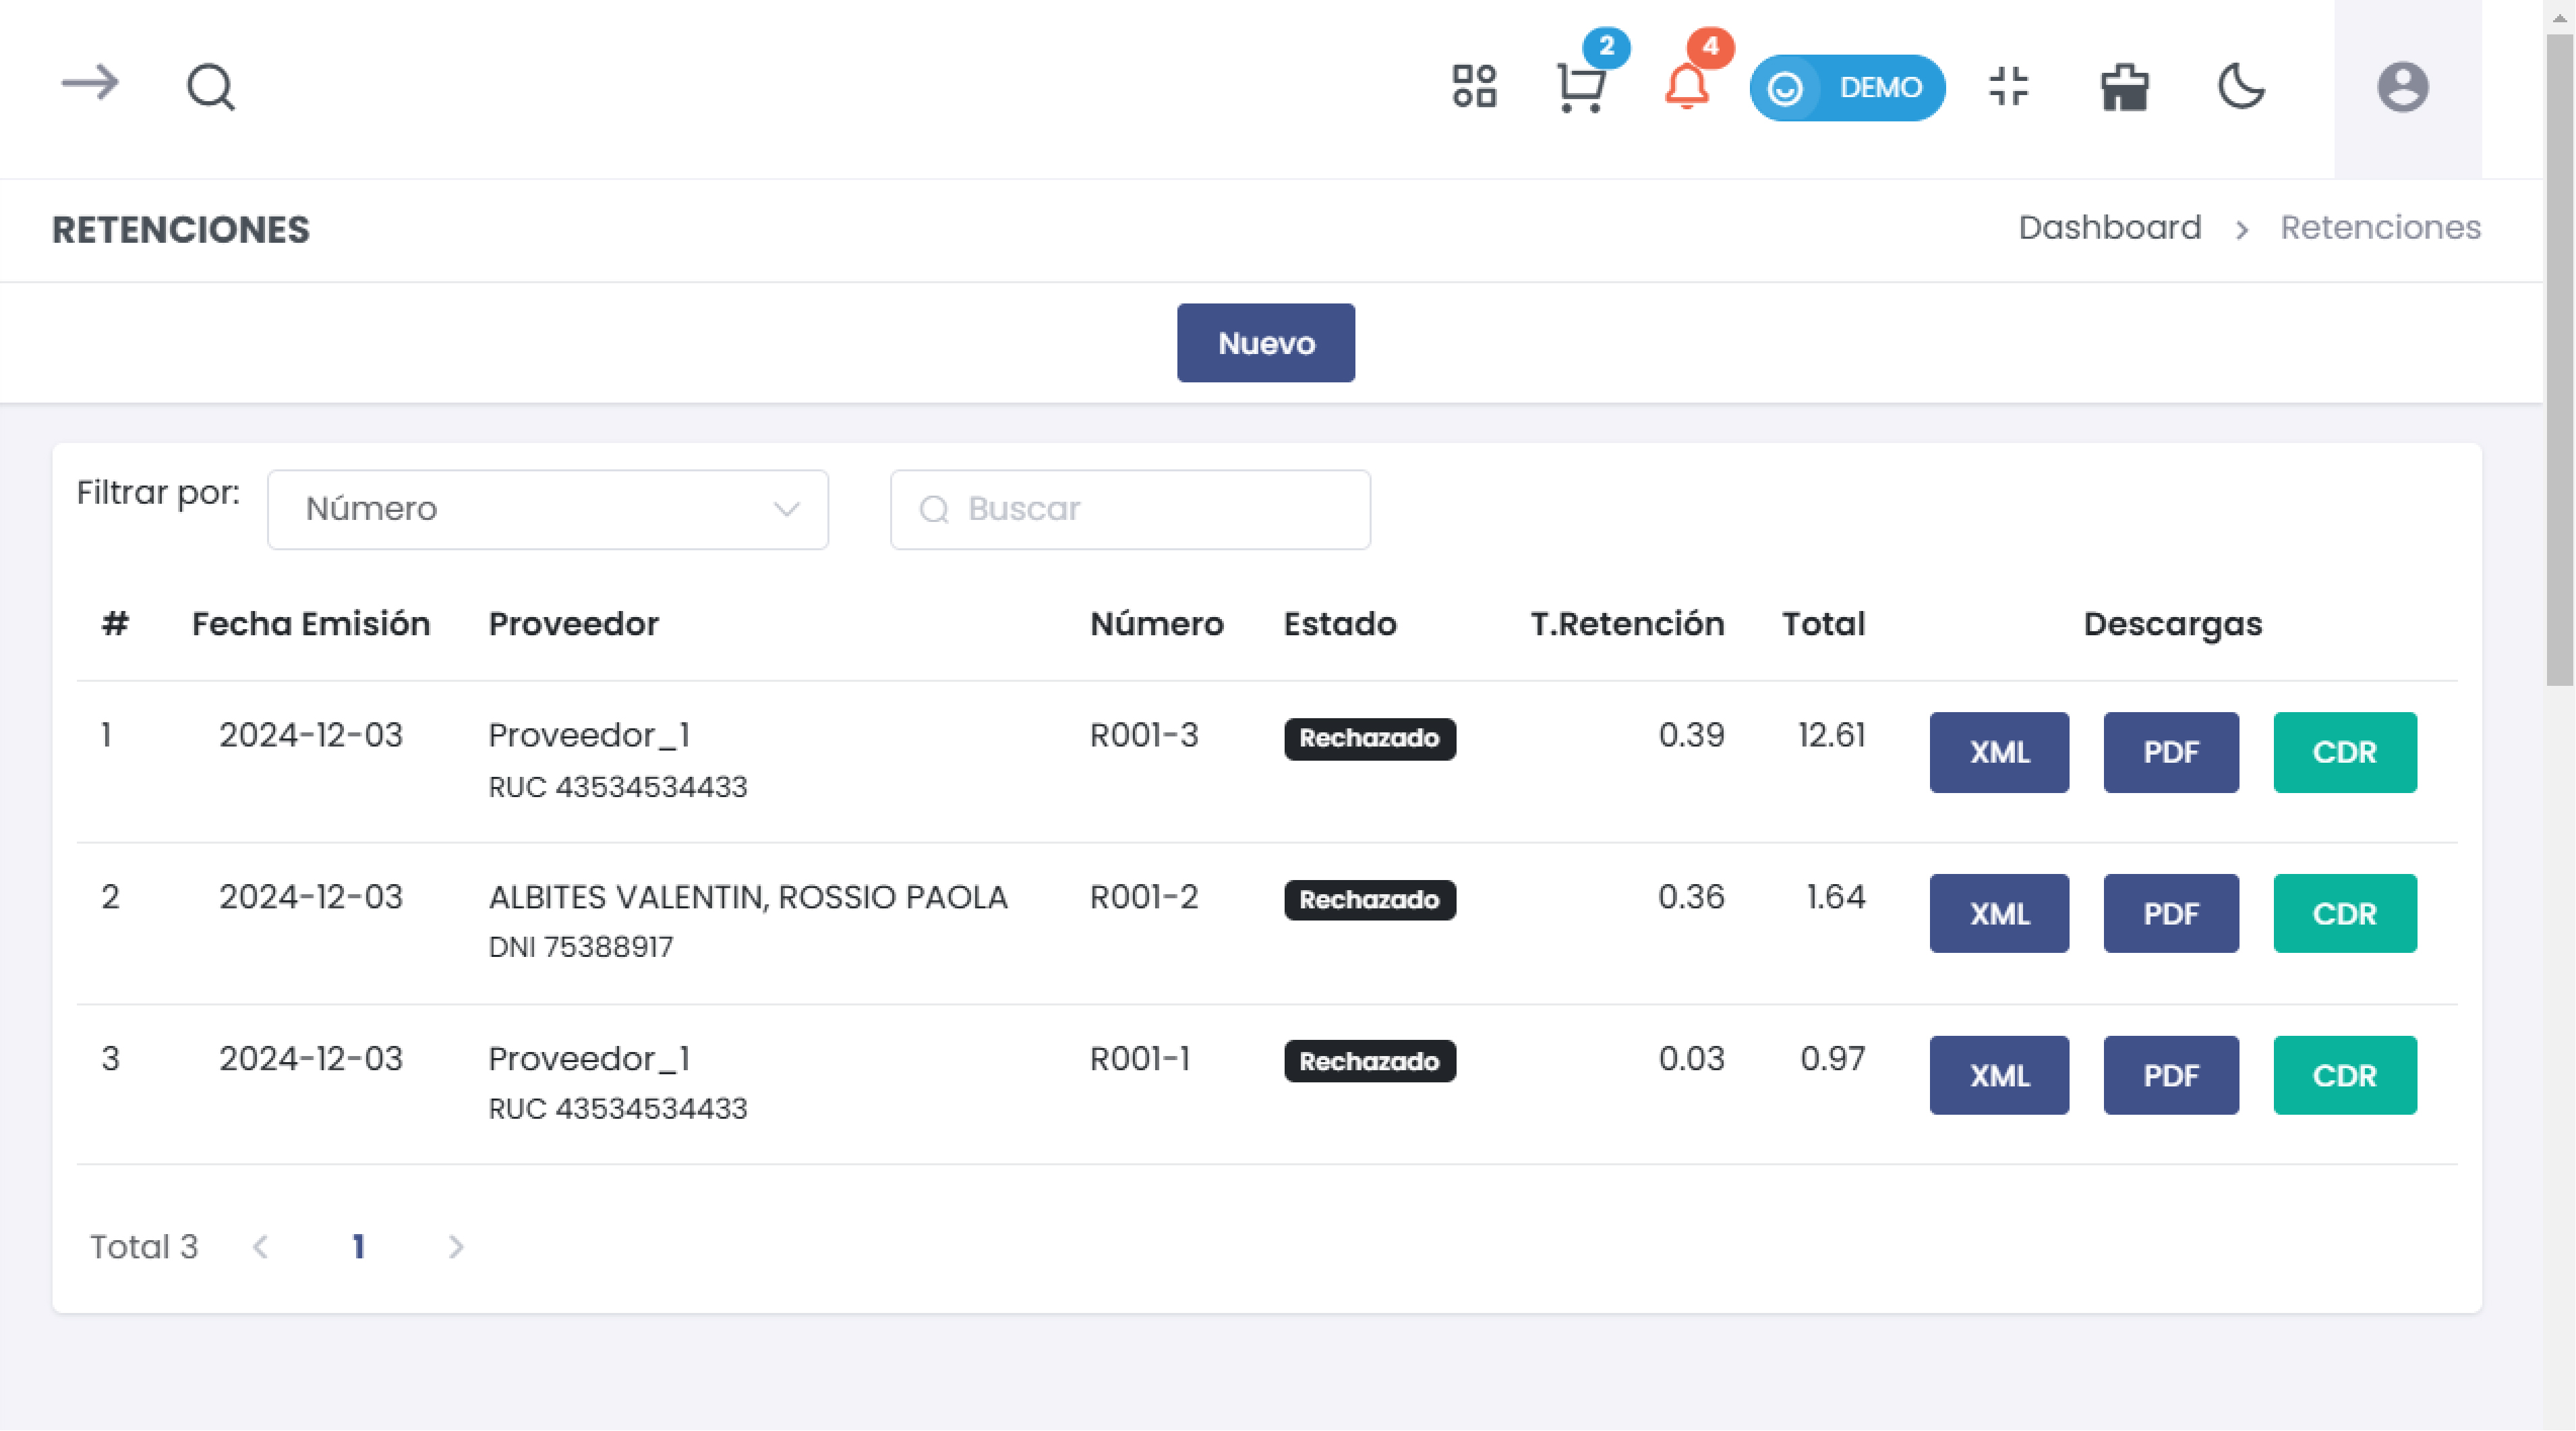 2
4
DEMO
RETENCIONES
Dashboard > Retenciones
Nuevo
Filtrar por:
Número
Buscar
# Fecha Emisión Proveedor Número Estado T.Retención Total Descargas
1 2024-12-03 Proveedor_1 R001-3 Rechazado 0.39 12.61 XML PDF CDR
RUC 43534534433
2 2024-12-03 ALBITES VALENTIN, ROSSIO PAOLA R001-2 Rechazado 0.36 1.64 XML PDF CDR
DNI 75388917
3 2024-12-03 Proveedor_1 R001-1 Rechazado 0.03 0.97 XML PDF CDR
RUC 43534534433
Total 3 < 1 >